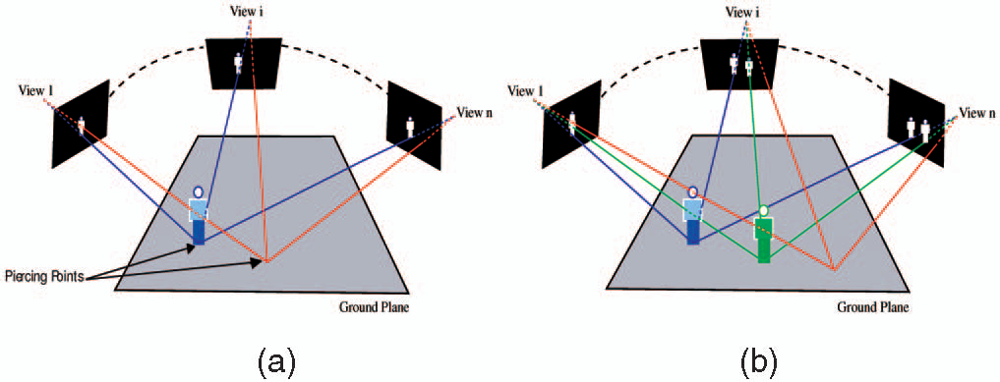 View i
View 1
View n
Piercing Points
Ground Plane
(a)
View i
View 1
View n
Ground Plane
(b)